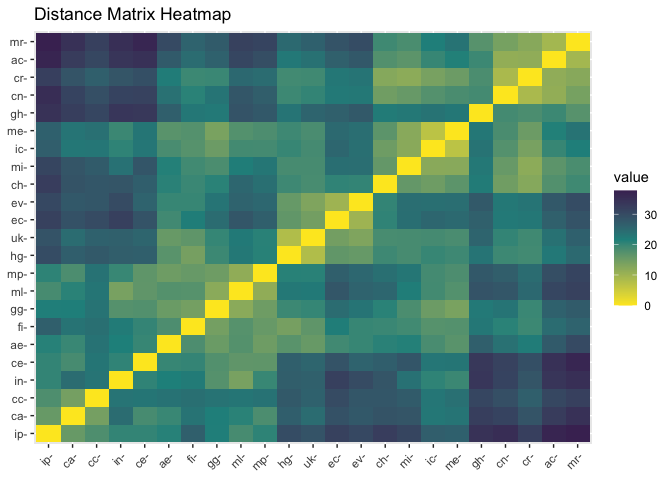 Distance Matrix Heatmap
mr-
ac-
cr-
cn-
gh-
me-
ic-
mi-
ch-
ev-
ec-
uk-
hg-
mp-
ml-
gg-
fi-
ae-
ce-
in-
cc-
ca-
ip-
ip- ca- cc- in- ce- ae- fi- gg- ml- mp- hg- uk- ec- ev- ch- mi- ic- me- gh- cn- cr- ac- mr-
value
30
20
10
0